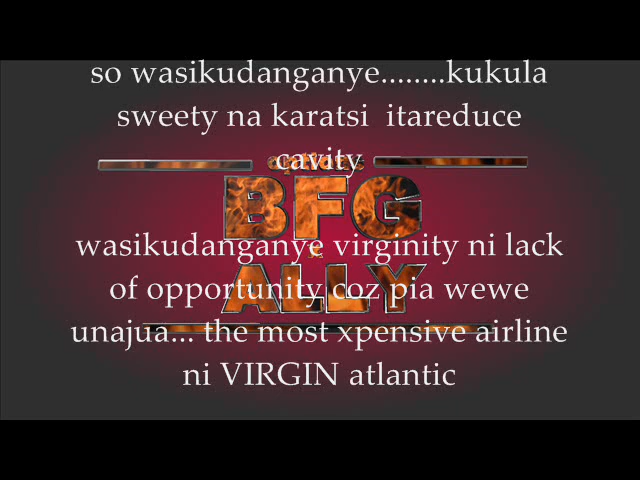 so wasikudanganye........kukula
sweety na karatsi itareduce
cavity
BFG
wasikudanganye virginity ni lack
of opportunity coz pia wewe
ALLY
unajua... the most xpensive airline
ni VIRGIN atlantic